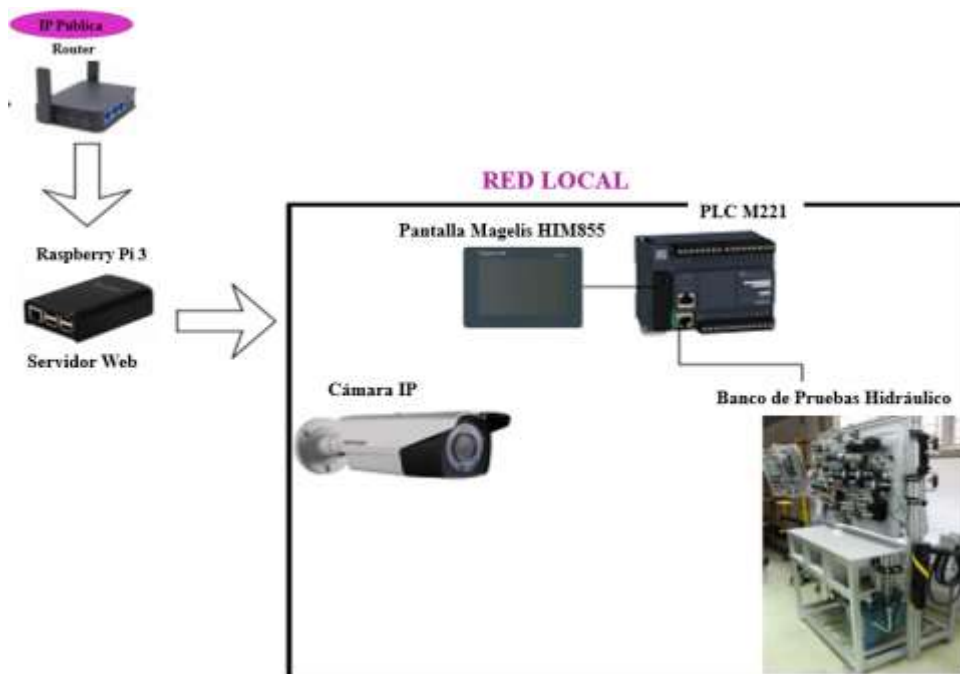 IP Publica
Router
RED LOCAL
PLC M221
Pantalla Magelis HIM855
Raspberry Pi 3
Servidor Web
Cámara IP
Banco de Pruebas Hidráulico